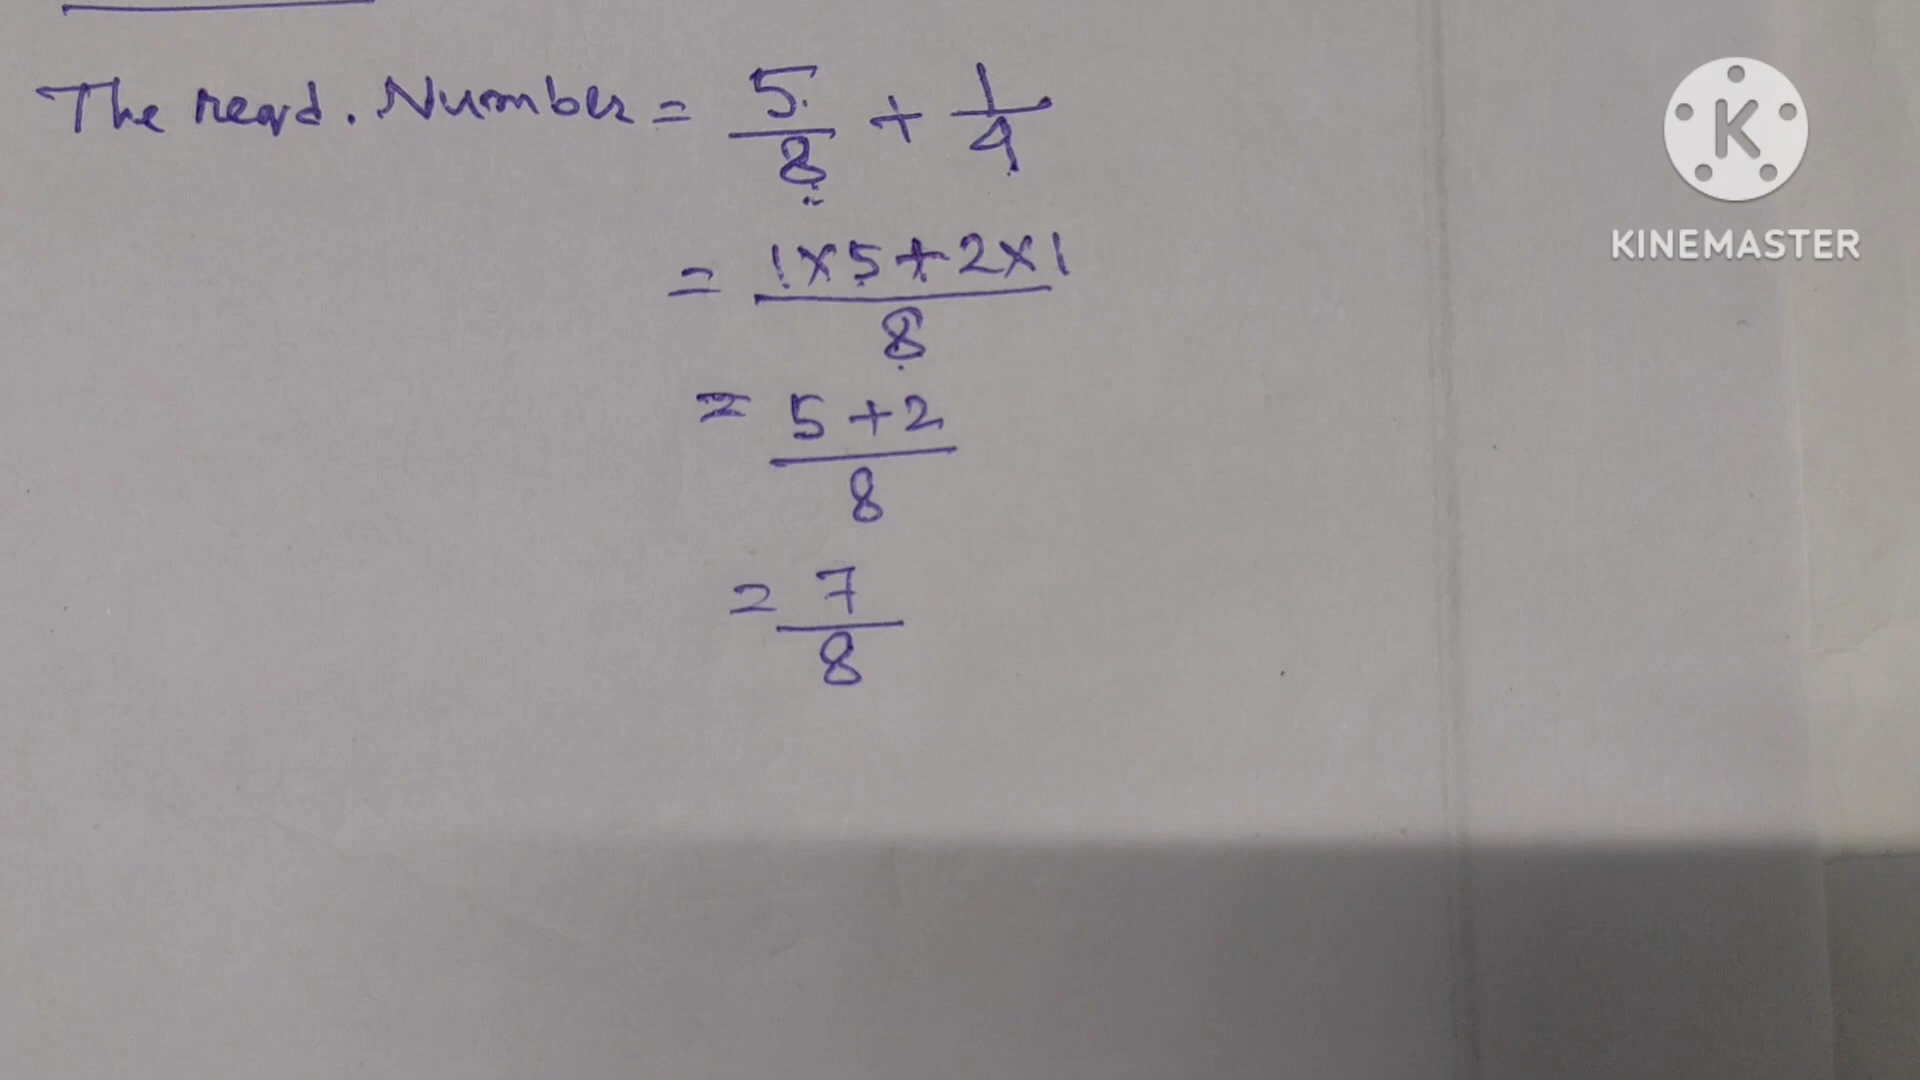 The reqd. Number = 5/8 + 1/4
= 1×5+2×1/8
= 5+2/8
= 7/8
K
KINEMASTER